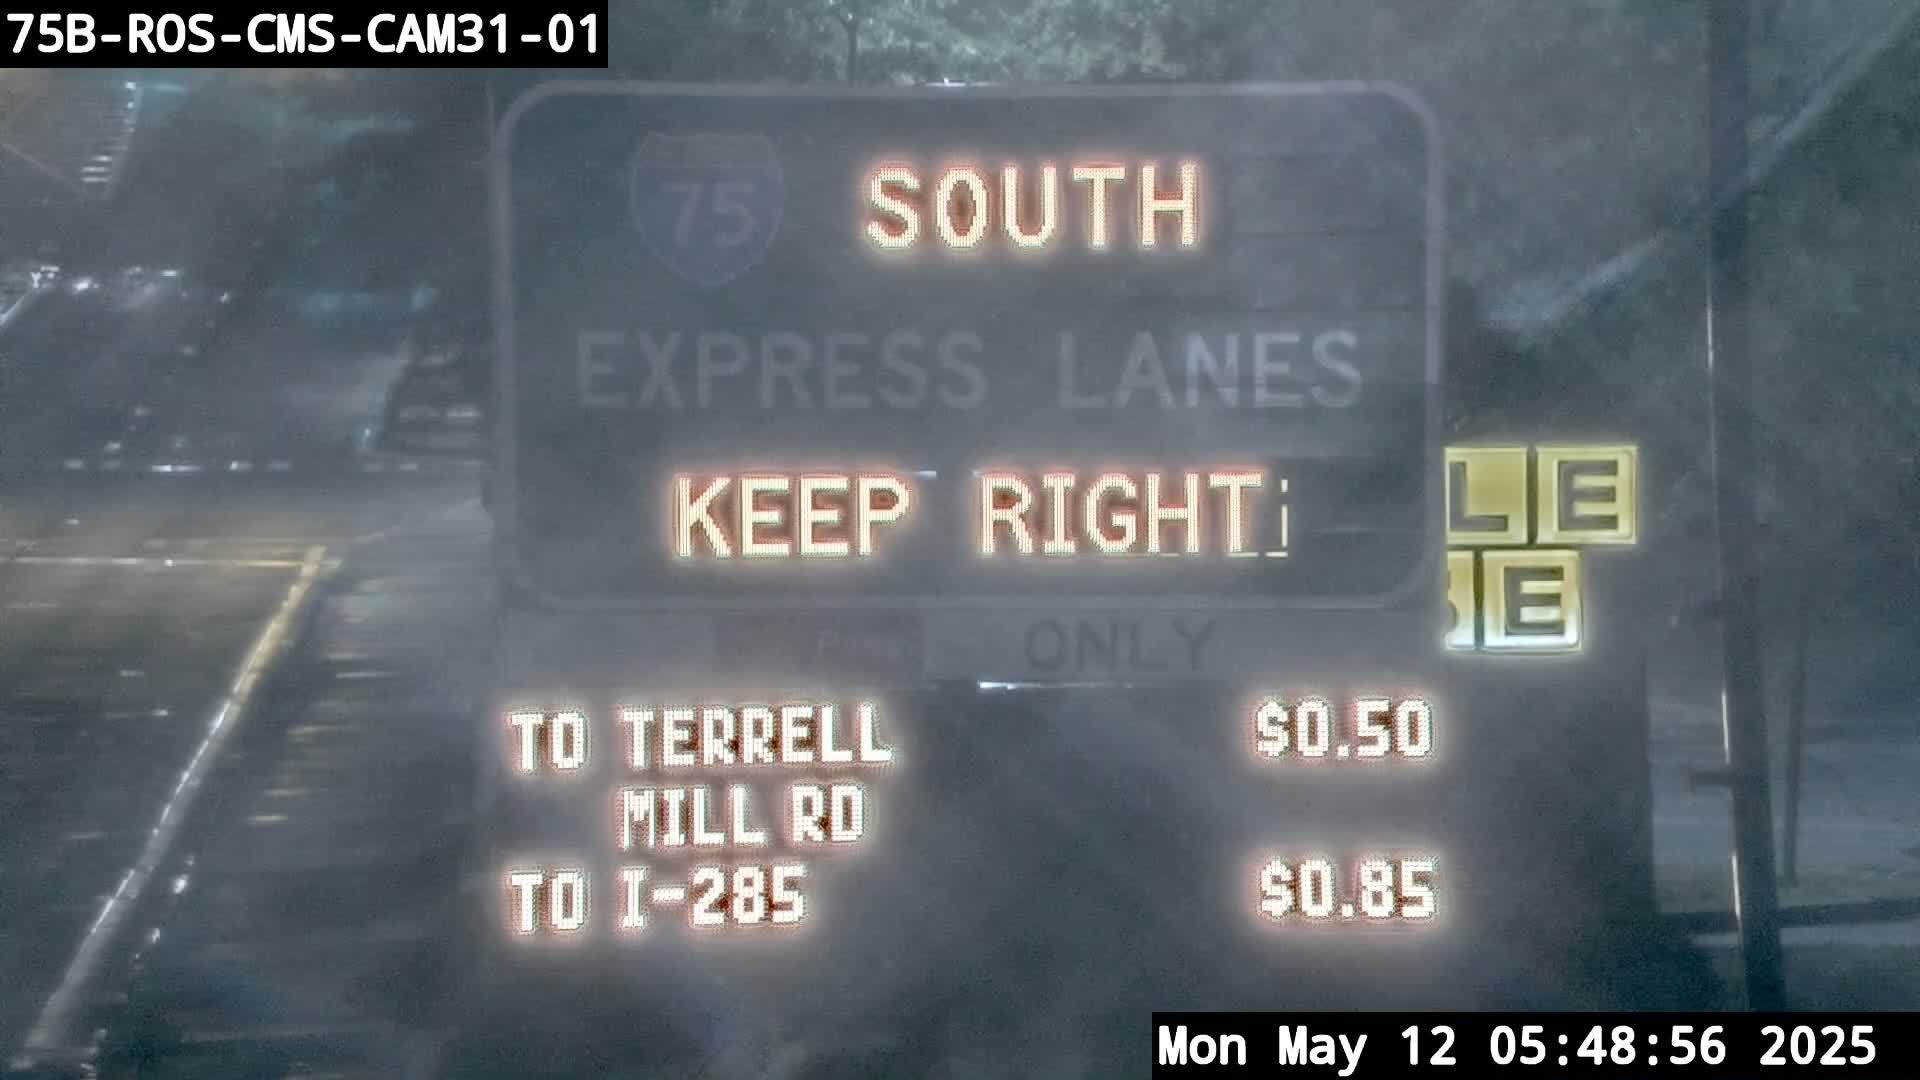 75B-ROS-CMS-CAM31-01
75 SOUTH
EXPRESS LANES
KEEP RIGHT
LE
E
ONLY
TO TERRELL $0.50
MILL RD
TO I-285 $0.85
Mon May 12 05:48:56 2025